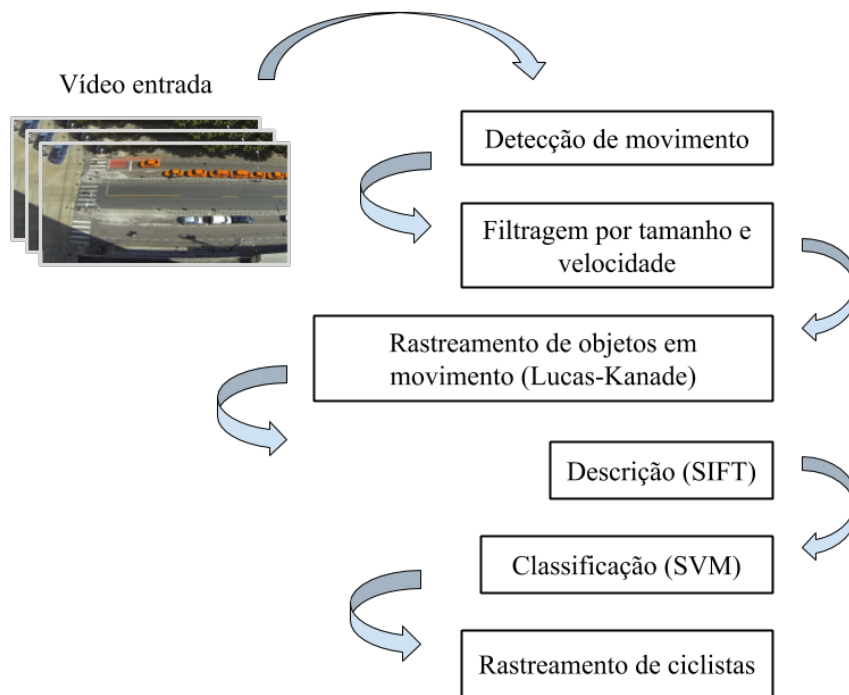 Vídeo entrada
Detecção de movimento
Filtragem por tamanho e
velocidade
Rastreamento de objetos em
movimento (Lucas-Kanade)
Descrição (SIFT)
Classificação (SVM)
Rastreamento de ciclistas